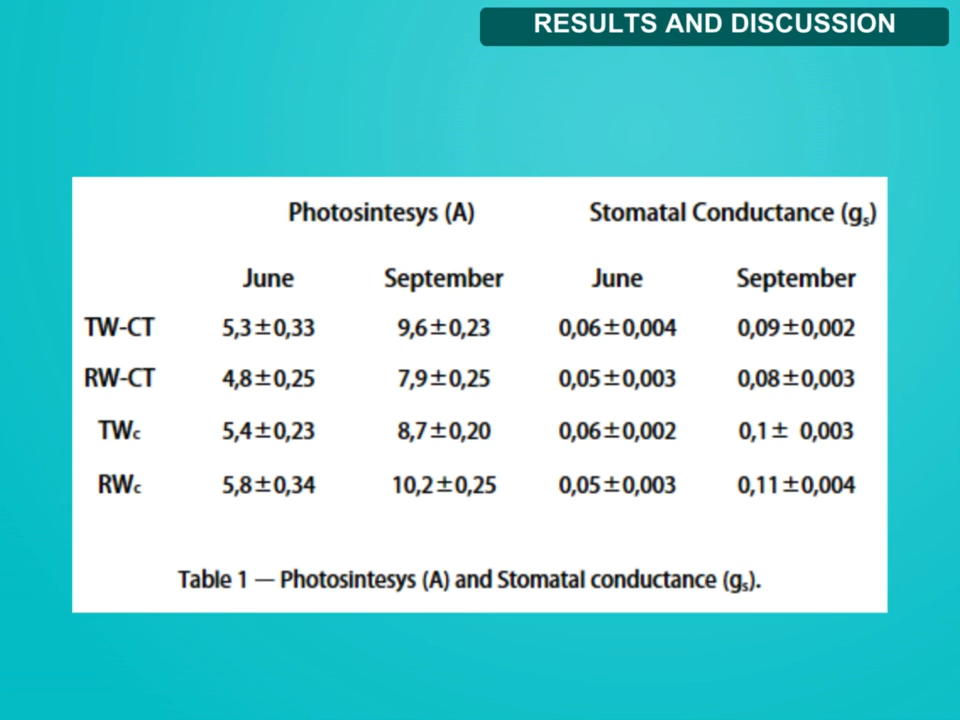 RESULTS AND DISCUSSION
Photosintesys (A) Stomatal Conductance (gs)
June September June September
TW-CT 5,3±0,33 9,6±0,23 0,06±0,004 0,09±0,002
RW-CT 4,8±0,25 7,9±0,25 0,05±0,003 0,08±0,003
TWc 5,4±0,23 8,7±0,20 0,06±0,002 0,1± 0,003
RWc 5,8±0,34 10,2±0,25 0,05±0,003 0,11±0,004
Table 1 — Photosintesys (A) and Stomatal conductance (gs).